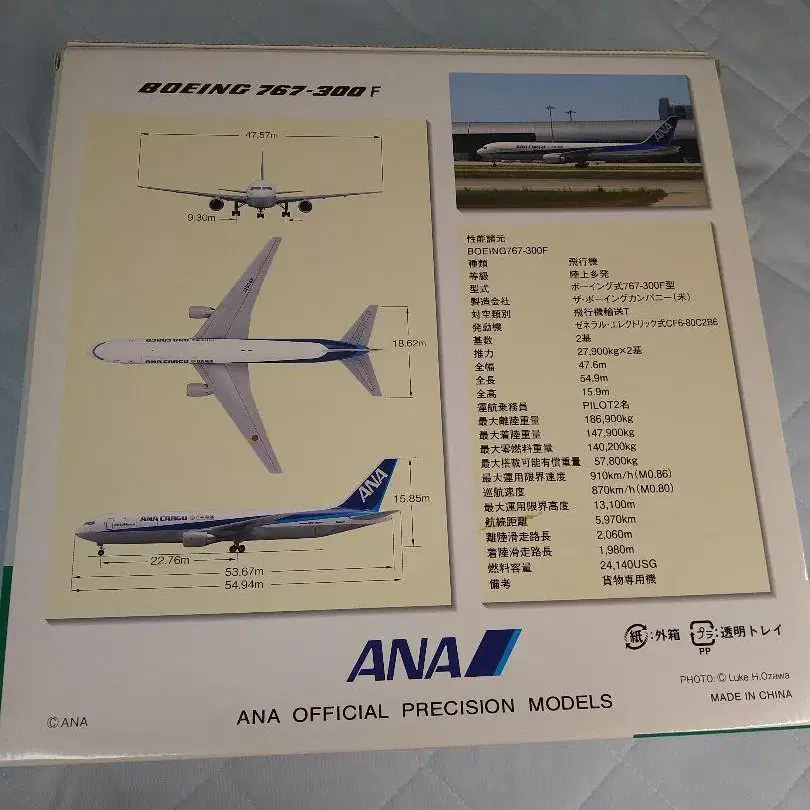 BOEING 767-300F
47.57m
9.30m
18.62m
ANA CARGO
ANA
ANA CARGO
15.85m
22.76m
53.67m
54.94m
ANA CARGO
ANA
性能諸元
BOEING767-300F
種類 飛行機
等級 陸上多発
型式 ボーイング式767-300F型
製造会社 ザ・ボーイングカンパニー(米)
対空類別 飛行機輸送T
発動機 ゼネラル・エレクトリック式CF6-80C2B6
基数 2基
推力 27,900kg×2基
全幅 47.6m
全長 54.9m
全高 15.9m
運航乗務員 PILOT2名
最大離陸重量 186,900kg
最大着陸重量 147,900kg
最大零燃料重量 140,200kg
最大搭載可能有償重量 57,800kg
最大運用限界速度 910km/h(M0.86)
巡航速度 870km/h(M0.80)
最大運用限界高度 13,100m
航続距離 5,970km
離陸滑走路長 2,060m
着陸滑走路長 1,980m
燃料容量 24,140USG
備考 貨物専用機
紙:外箱 プラ:透明トレイ
PP
ANA
PHOTO:© Luke H.Ozawa
MADE IN CHINA
©ANA
ANA OFFICIAL PRECISION MODELS